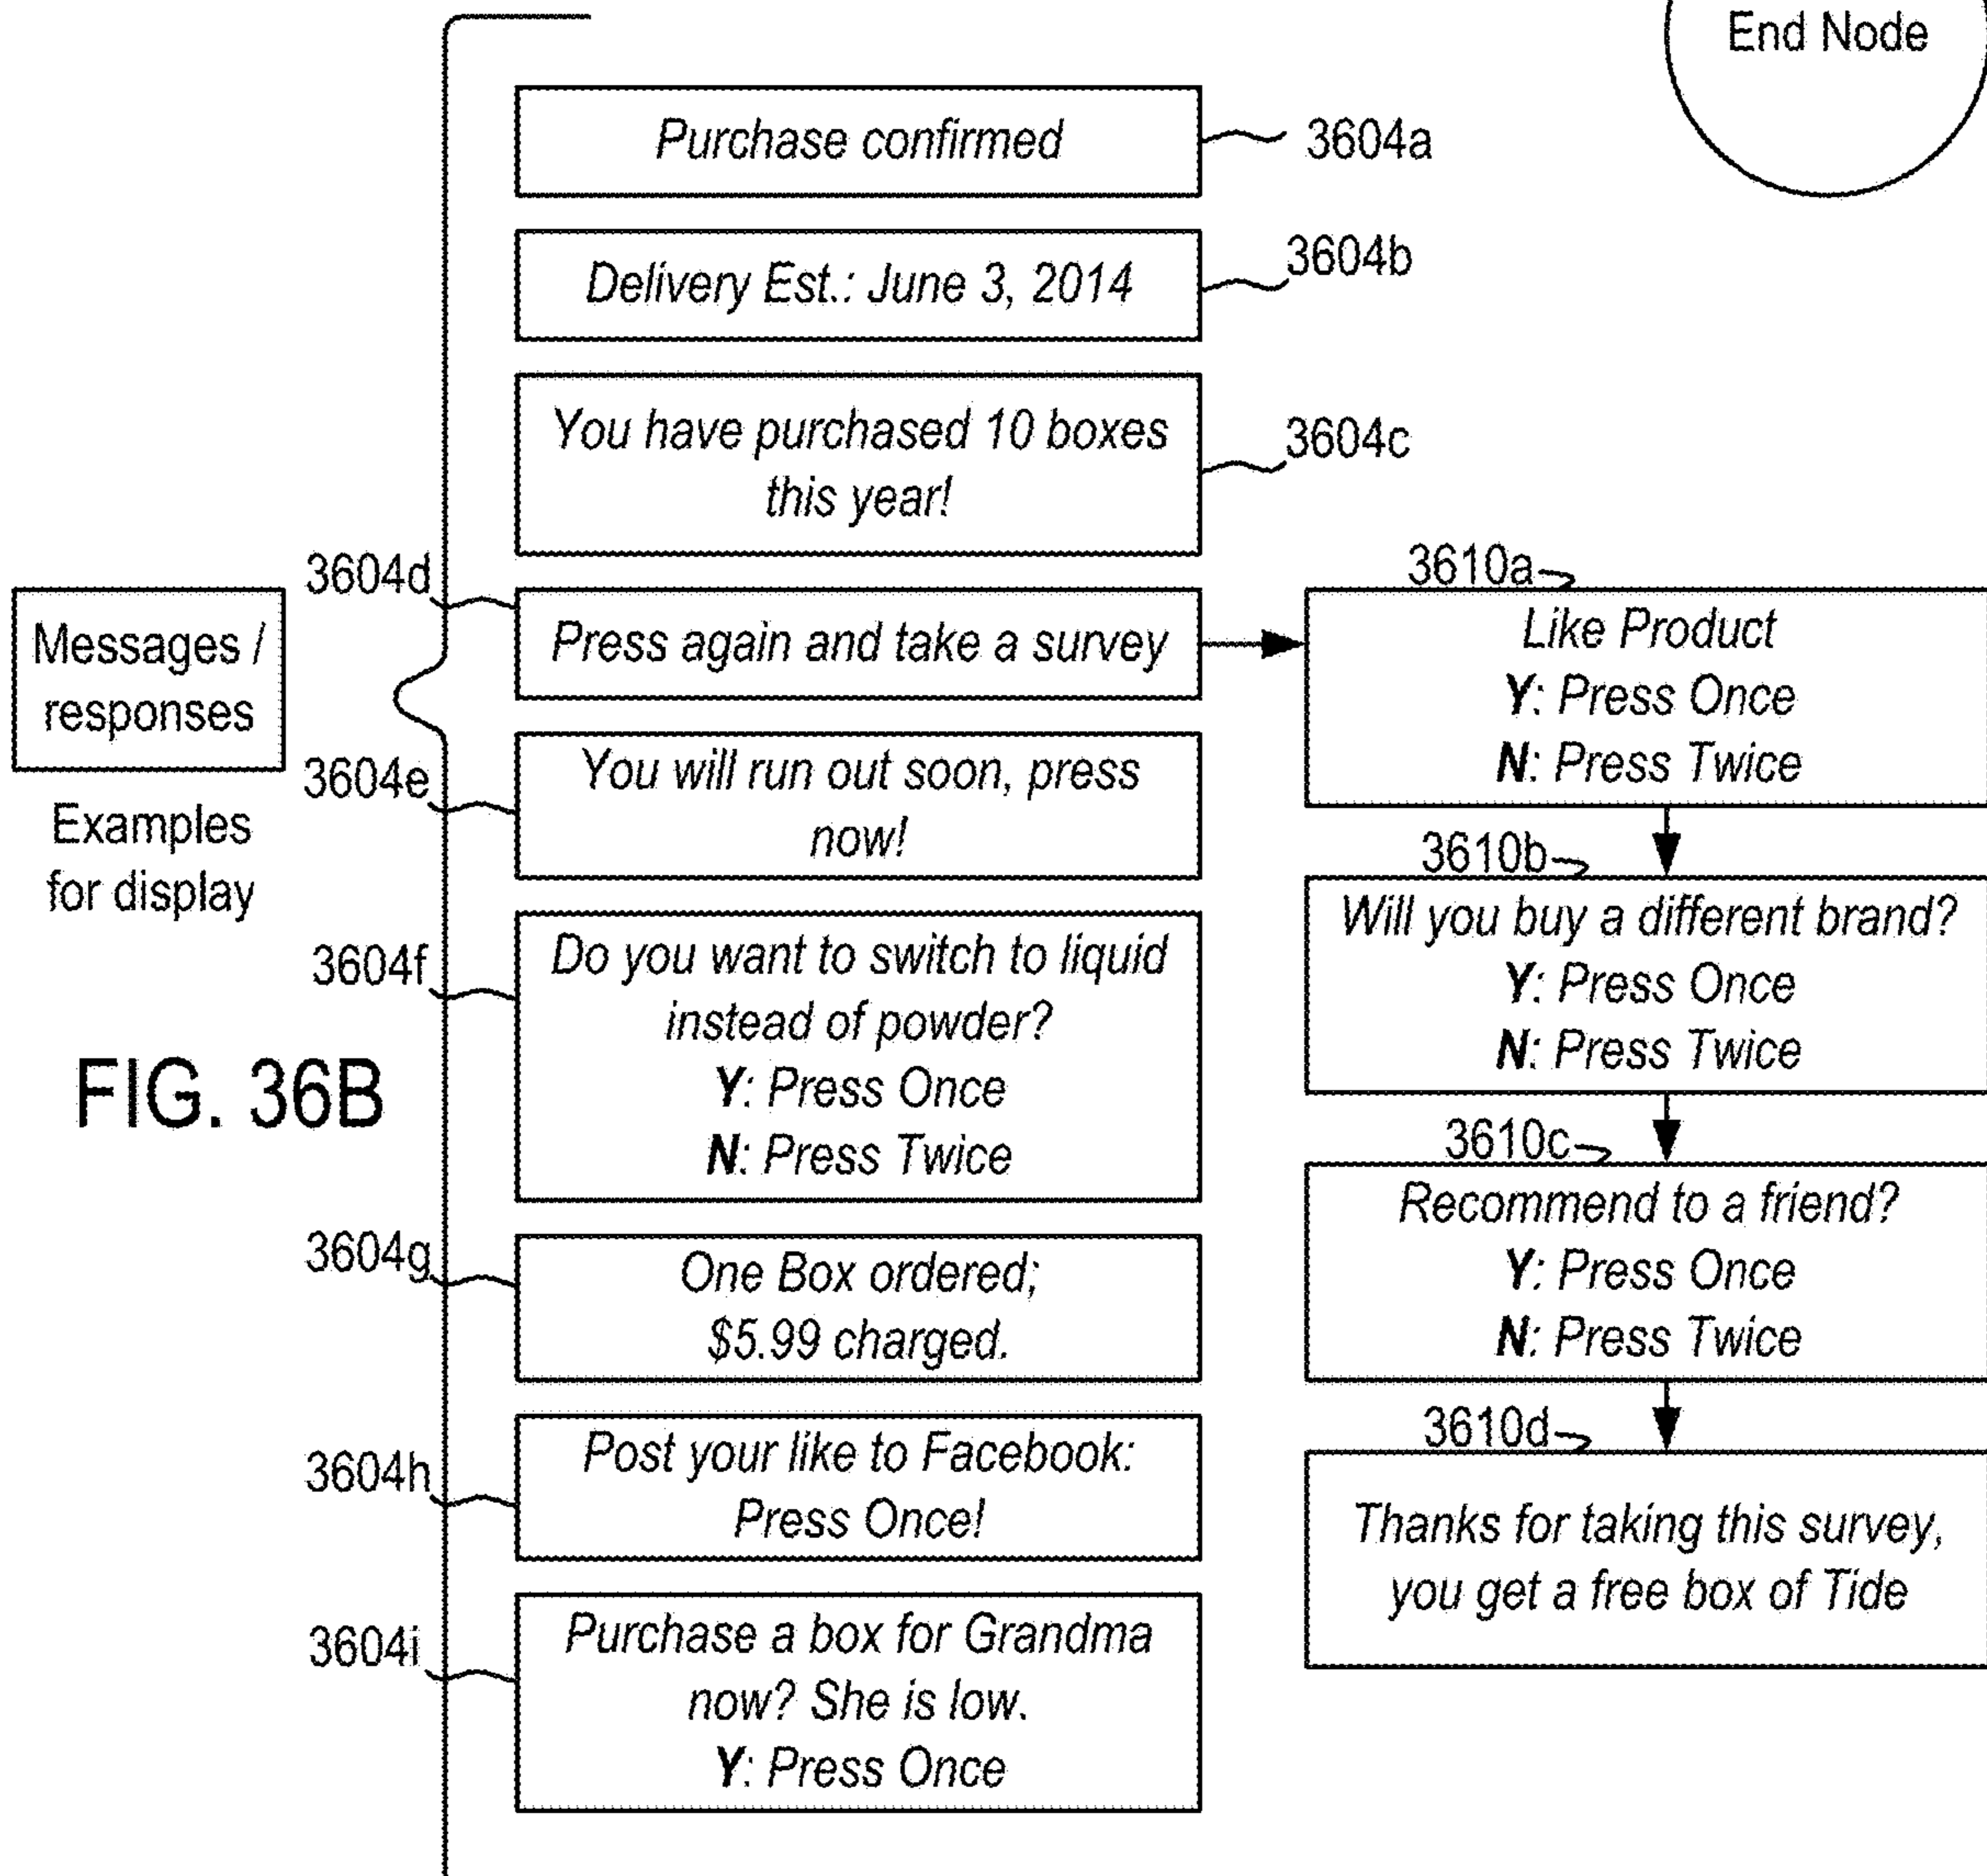 End Node
Purchase confirmed
3604a
Delivery Est.: June 3, 2014
3604b
You have purchased 10 boxes
this year!
3604c
Messages /
responses
Examples
for display
FIG. 36B
3604d
Press again and take a survey
3604e
You will run out soon, press
now!
3604f
Do you want to switch to liquid
instead of powder?
Y: Press Once
N: Press Twice
3604g
One Box ordered;
$5.99 charged.
3604h
Post your like to Facebook:
Press Once!
3604i
Purchase a box for Grandma
now? She is low.
Y: Press Once
3610a
Like Product
Y: Press Once
N: Press Twice
3610b
Will you buy a different brand?
Y: Press Once
N: Press Twice
3610c
Recommend to a friend?
Y: Press Once
N: Press Twice
3610d
Thanks for taking this survey,
you get a free box of Tide